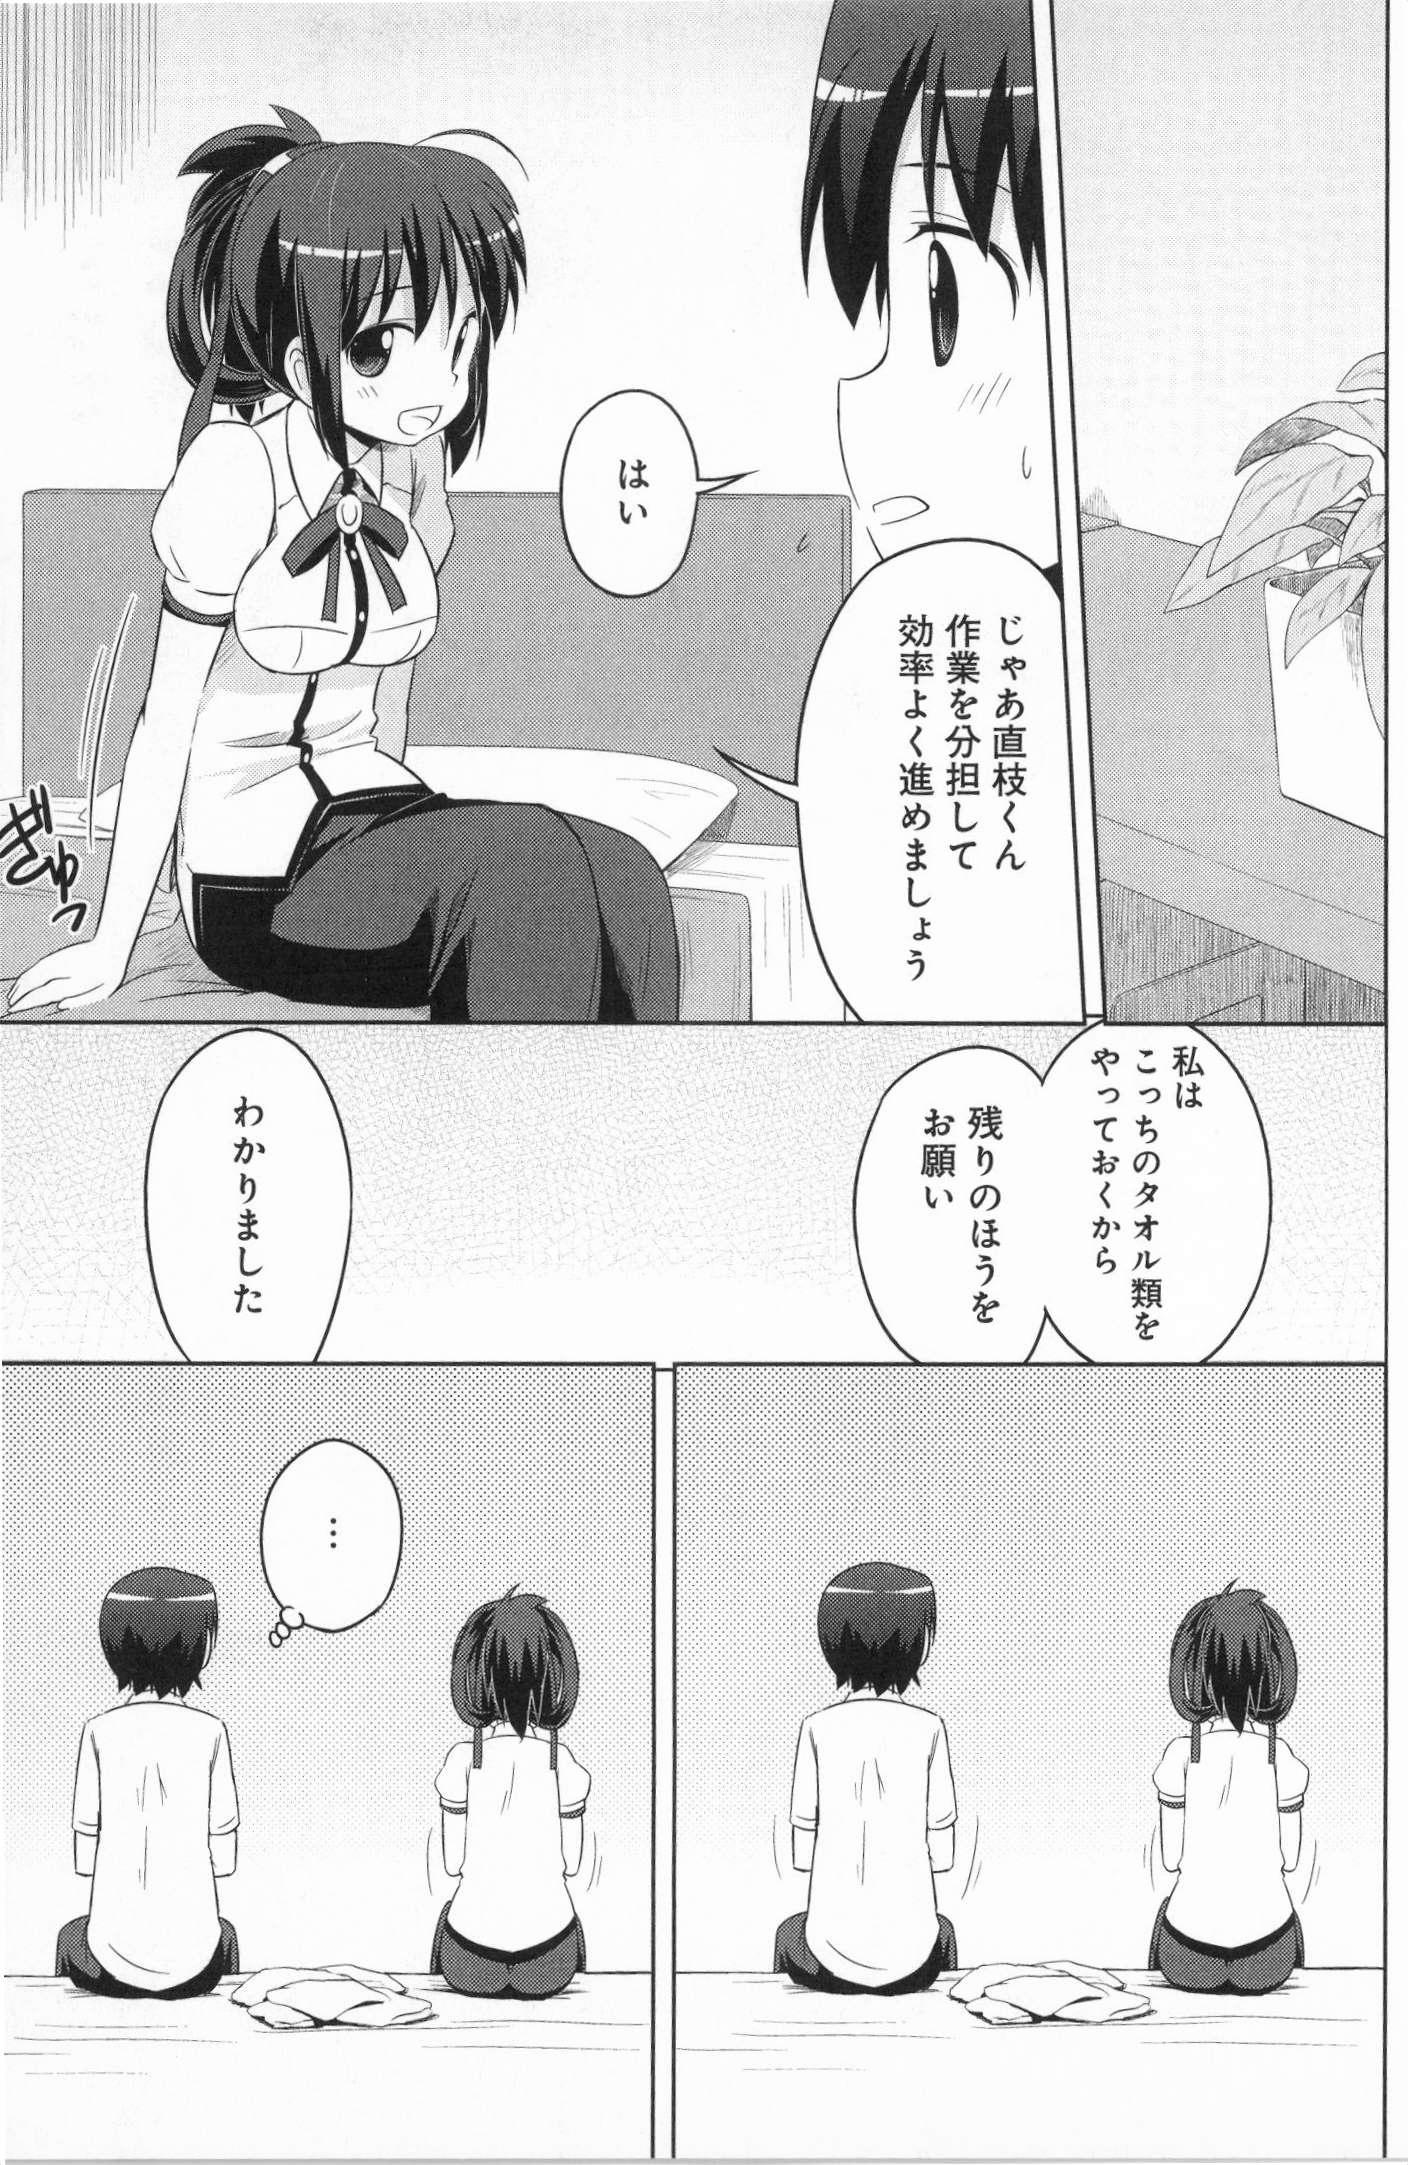 じゃあ直枝くん
作業を分担して
効率よく進めましょう
はい
ぎゅっ
私は
こっちのタオル類を
やっておくから
残りのほうを
お願い
わかりました
…